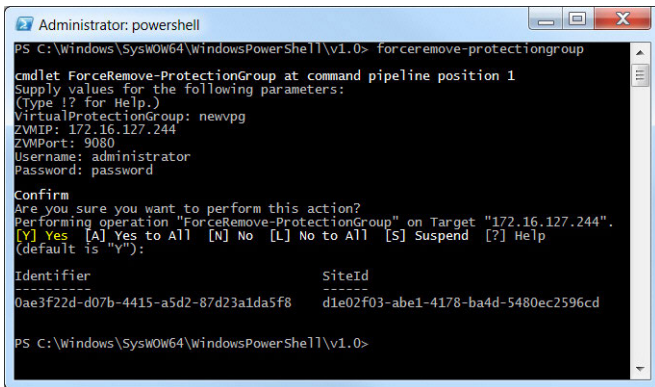 Administrator: powershell
PS C:\Windows\SysWOW64\WindowsPowerShell\v1.0> forceremove-protectiongroup
cmdlet ForceRemove-ProtectionGroup at command pipeline position 1
Supply values for the following parameters:
(Type !? for Help.)
VirtualProtectionGroup: newvpg
ZVMIP: 172.16.127.244
ZVMPort: 9080
Username: administrator
Password: password
Confirm
Are you sure you want to perform this action?
Performing operation "ForceRemove-ProtectionGroup" on Target "172.16.127.244".
[Y] Yes [A] Yes to All [N] No [L] No to All [S] Suspend [?] Help
(default is "Y"):
Identifier SiteId
---------- ------
0ae3f22d-d07b-4415-a5d2-87d23a1da5f8 d1e02f03-abe1-4178-ba4d-5480ec2596cd
PS C:\Windows\SysWOW64\WindowsPowerShell\v1.0>